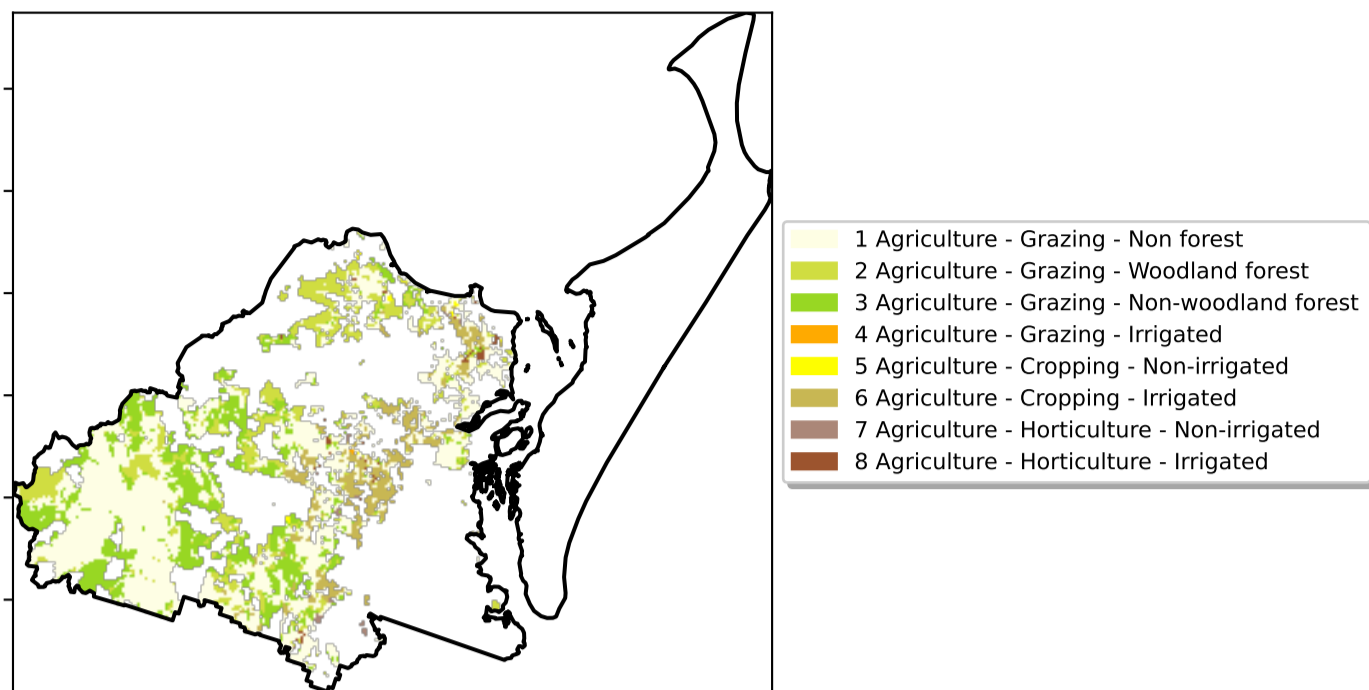 1 Agriculture - Grazing - Non forest
2 Agriculture - Grazing - Woodland forest
3 Agriculture - Grazing - Non-woodland forest
4 Agriculture - Grazing - Irrigated
5 Agriculture - Cropping - Non-irrigated
6 Agriculture - Cropping - Irrigated
7 Agriculture - Horticulture - Non-irrigated
8 Agriculture - Horticulture - Irrigated